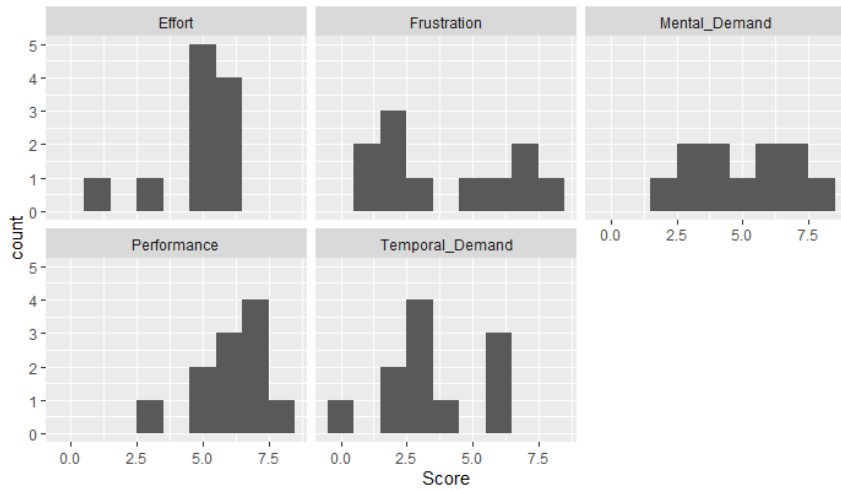 Effort
Frustration
Mental_Demand
5
4
3
2
1
0
0.0 2.5 5.0 7.5
count
Performance
Temporal_Demand
5
4
3
2
1
0
0.0 2.5 5.0 7.5
0.0 2.5 5.0 7.5
Score